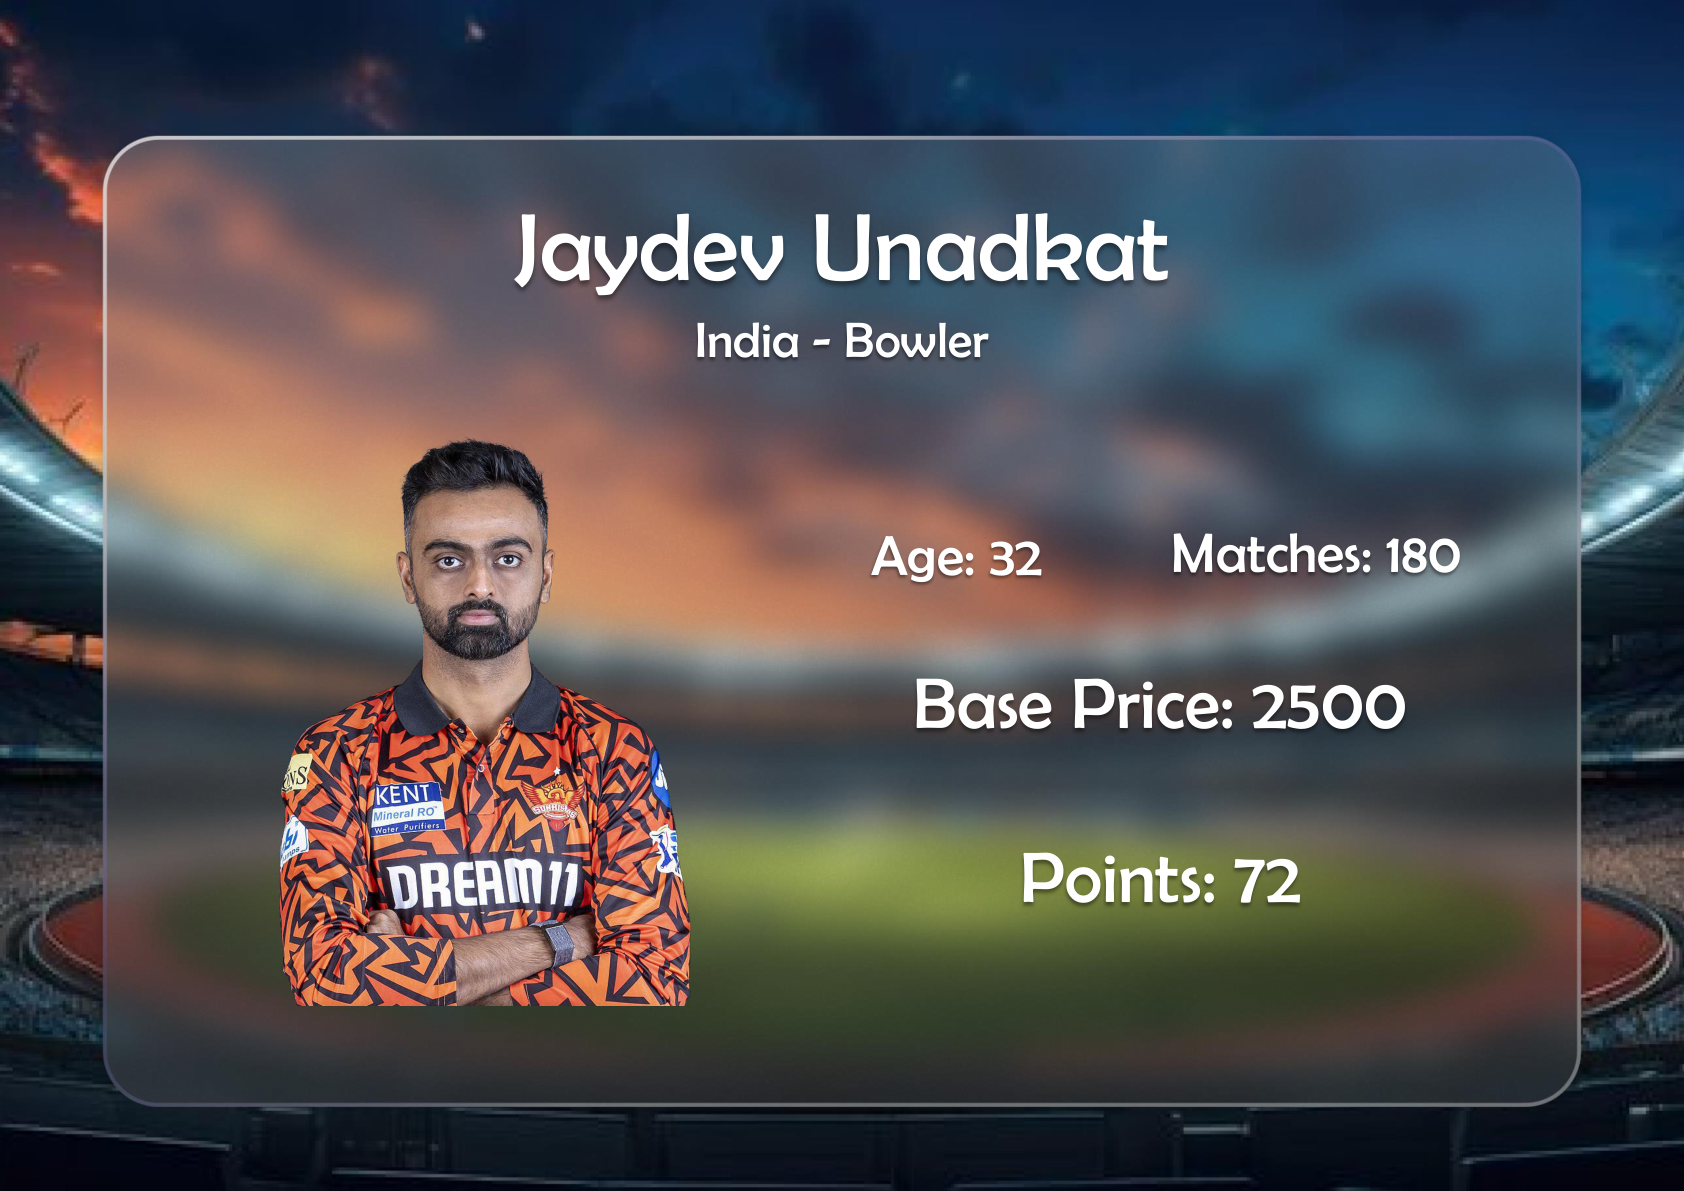 Jaydev Unadkat
India - Bowler
Age: 32
Matches: 180
Base Price: 2500
Points: 72
KENT
Mineral RO
Water Purifiers
DREAM11